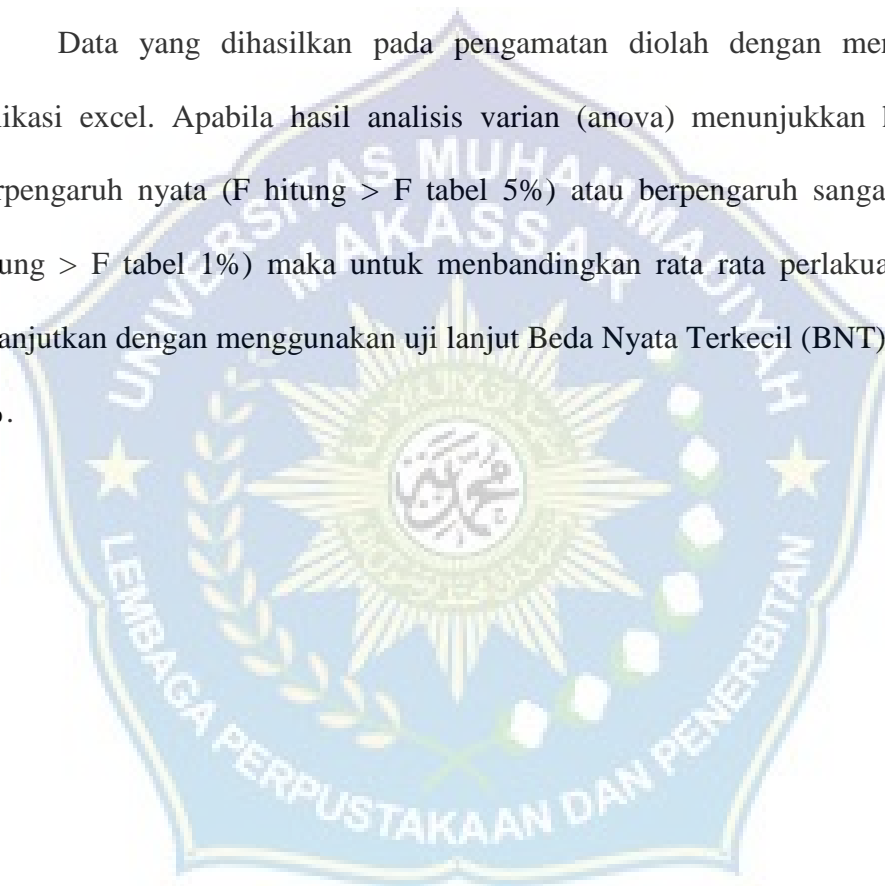 Data yang dihasilkan pada pengamatan diolah dengan mer
likasi excel. Apabila hasil analisis varian (anova) menunjukkan
rpengaruh nyata (F hitung > F tabel 5%) atau berpengaruh sanga
ung > F tabel 1%) maka untuk menbandingkan rata rata perlakua
anjutkan dengan menggunakan uji lanjut Beda Nyata Terkecil (BNT)
.
UNIVERSITAS MUHAMMADIYAH
MAKASSAR
LEMBAGA PERPUSTAKAAN DAN PENERBITAN